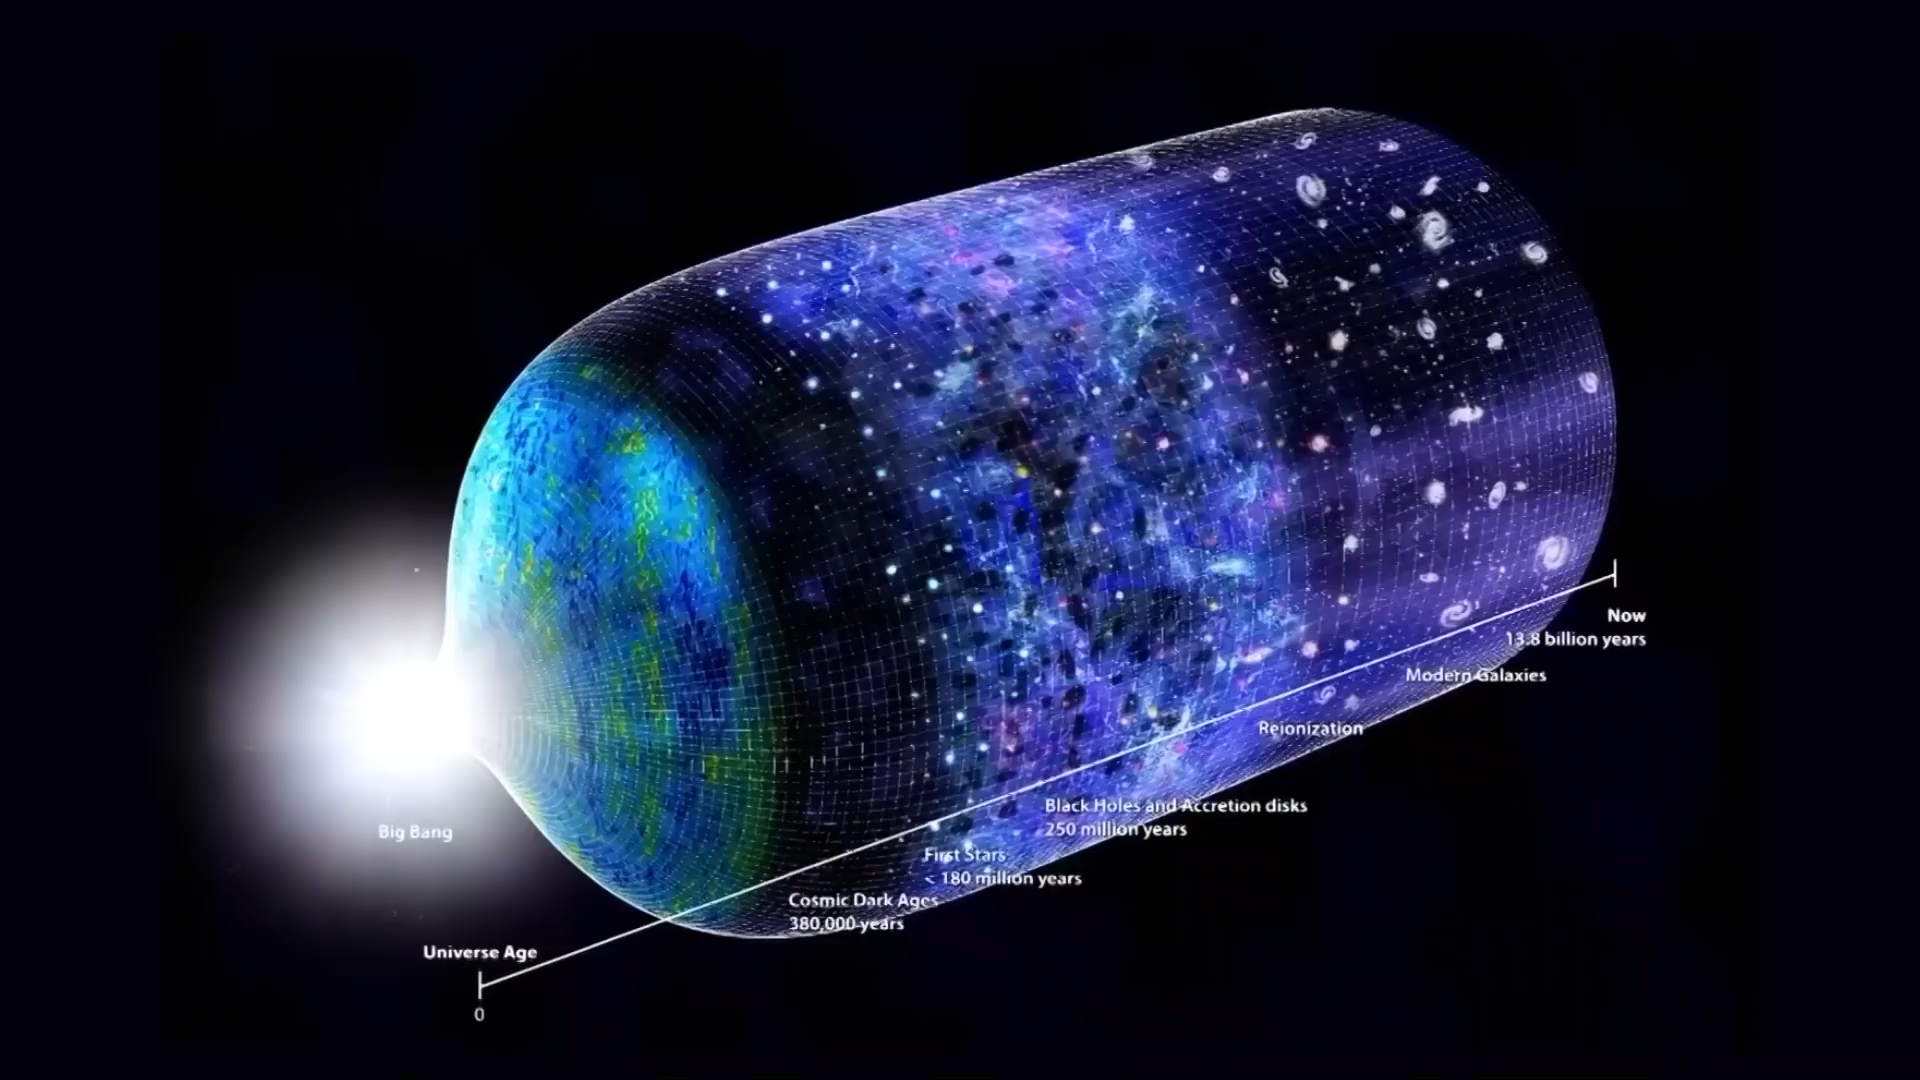 Big Bang
Universe Age
0
Cosmic Dark Ages
380,000 years
First Stars
< 180 million years
Black Holes and Accretion disks
250 million years
Reionization
Modern Galaxies
Now
13.8 billion years